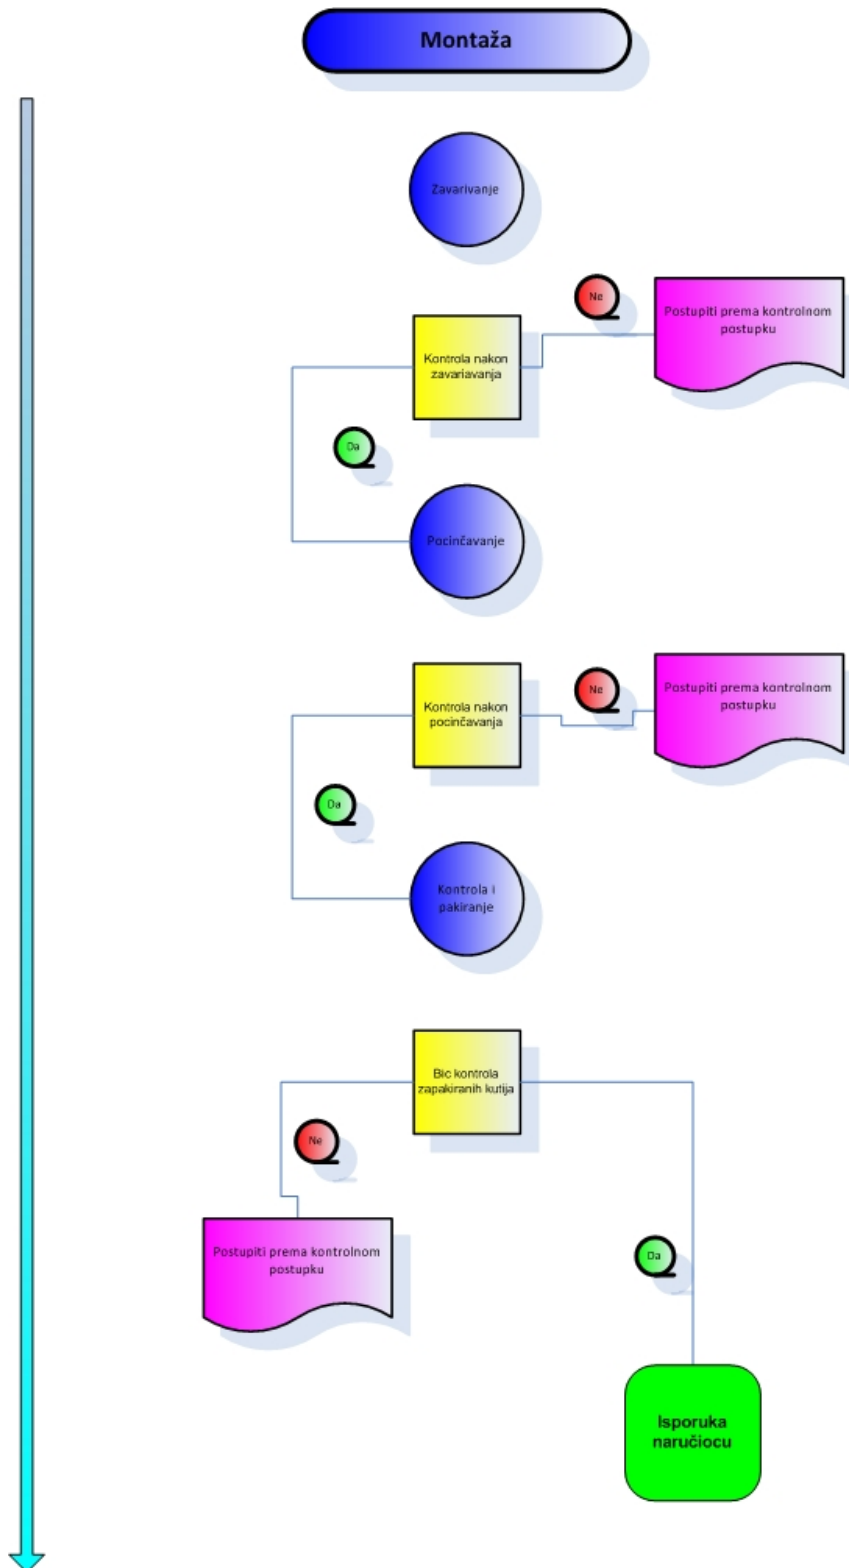 Montaža
Zavarivanje
Ne
Postupiti prema kontrolnom
postupku
Kontrola nakon
zavariavanja
Da
Pocinčavanje
Ne
Postupiti prema kontrolnom
postupku
Kontrola nakon
pocinčavanja
Da
Kontrola i
pakiranje
Bic kontrola
zapakiranih kutija
Ne
Postupiti prema kontrolnom
postupku
Da
Isporuka
naručiocu